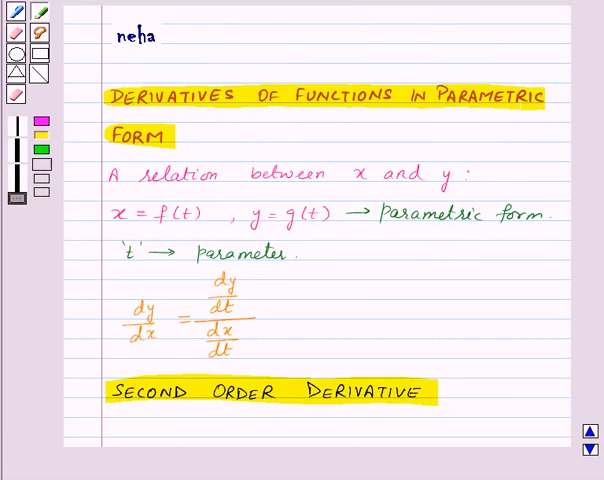 neha
DERIVATIVES OF FUNCTIONS IN PARAMETRIC
FORM
A relation between x and y :
x = f(t) , y = g(t) → parametric form.
't' → parameter.
dy/dx = (dy/dt)/(dx/dt)
SECOND ORDER DERIVATIVE